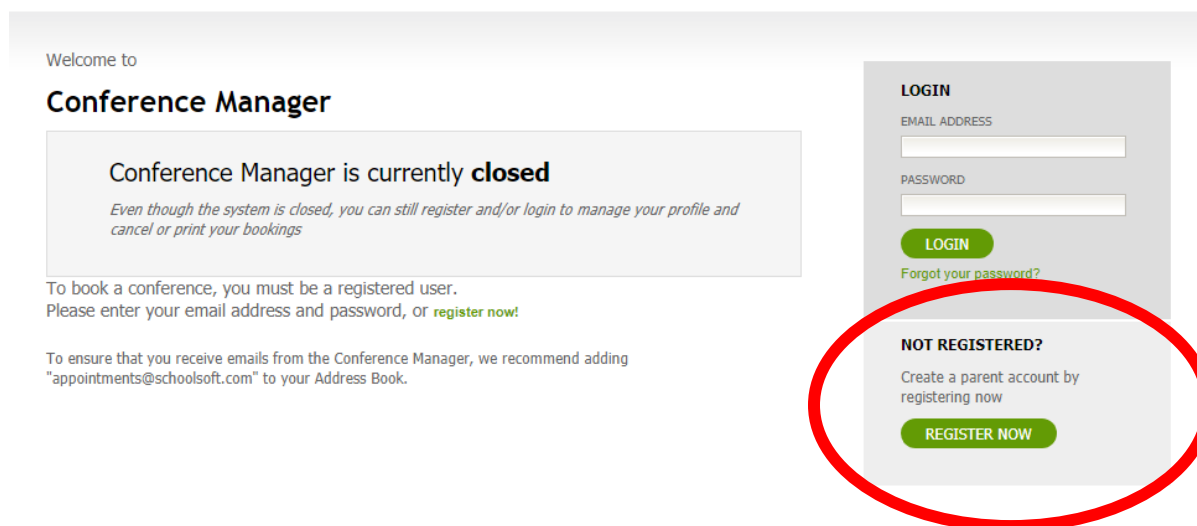 Welcome to
Conference Manager
Conference Manager is currently closed
Even though the system is closed, you can still register and/or login to manage your profile and
cancel or print your bookings
To book a conference, you must be a registered user.
Please enter your email address and password, or register now!
To ensure that you receive emails from the Conference Manager, we recommend adding
"appointments@schoolsoft.com" to your Address Book.
LOGIN
EMAIL ADDRESS
PASSWORD
LOGIN
Forgot your password?
NOT REGISTERED?
Create a parent account by
registering now
REGISTER NOW